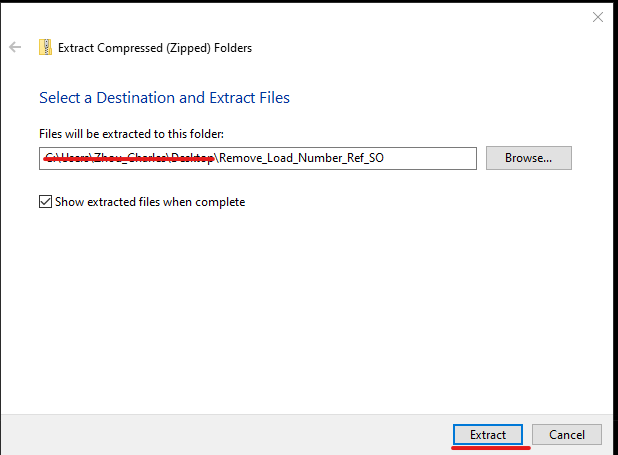 Extract Compressed (Zipped) Folders
Select a Destination and Extract Files
Files will be extracted to this folder:
C:\Users\Zhou_Charles\Desktop\Remove_Load_Number_Ref_SO
Browse...
Show extracted files when complete
Extract
Cancel